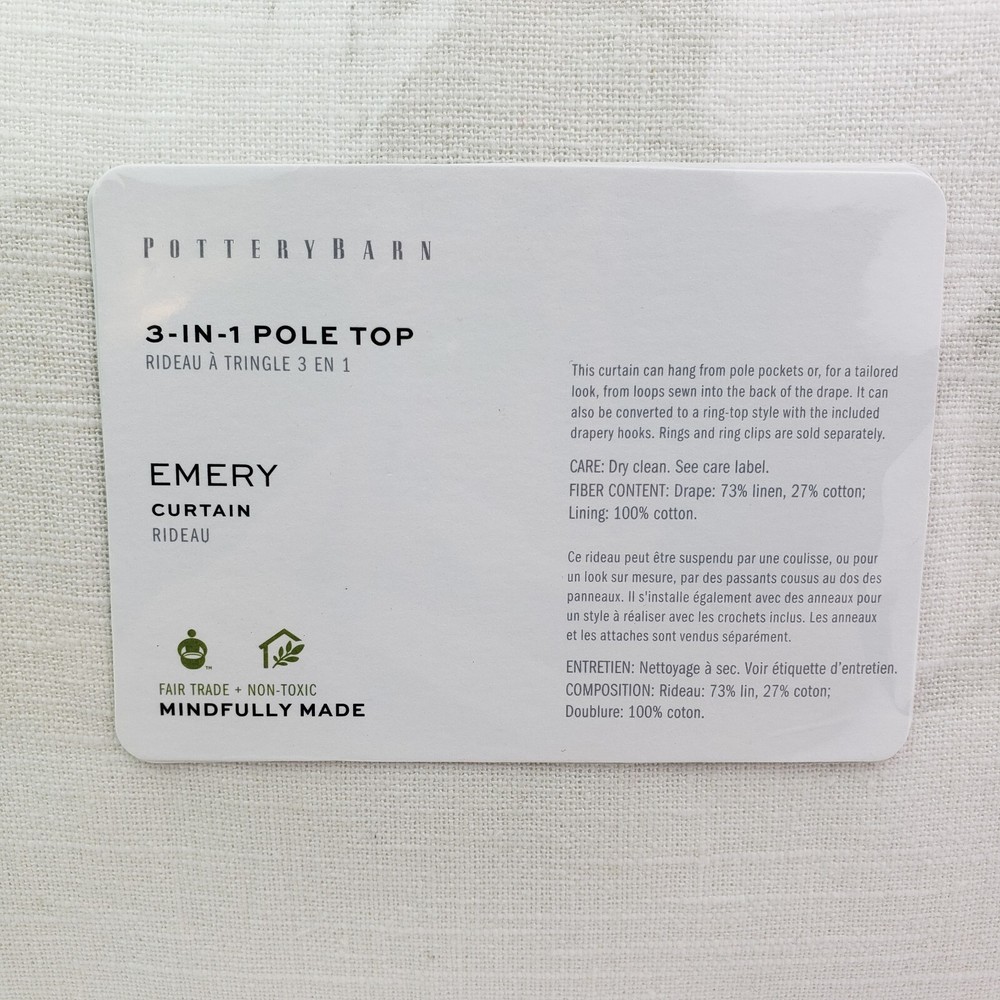 POTTERYBARN
3-IN-1 POLE TOP
RIDEAU À TRINGLE 3 EN 1
EMERY
CURTAIN
RIDEAU
TM
FAIR TRADE + NON-TOXIC
MINDFULLY MADE
This curtain can hang from pole pockets or, for a tailored
look, from loops sewn into the back of the drape. It can
also be converted to a ring-top style with the included
drapery hooks. Rings and ring clips are sold separately.
CARE: Dry clean. See care label.
FIBER CONTENT: Drape: 73% linen, 27% cotton;
Lining: 100% cotton.
Ce rideau peut être suspendu par une coulisse, ou pour
un look sur mesure, par des passants cousus au dos des
panneaux. Il s'installe également avec des anneaux pour
un style à réaliser avec les crochets inclus. Les anneaux
et les attaches sont vendus séparément.
ENTRETIEN: Nettoyage à sec. Voir étiquette d'entretien.
COMPOSITION: Rideau: 73% lin, 27% coton;
Doublure: 100% coton.